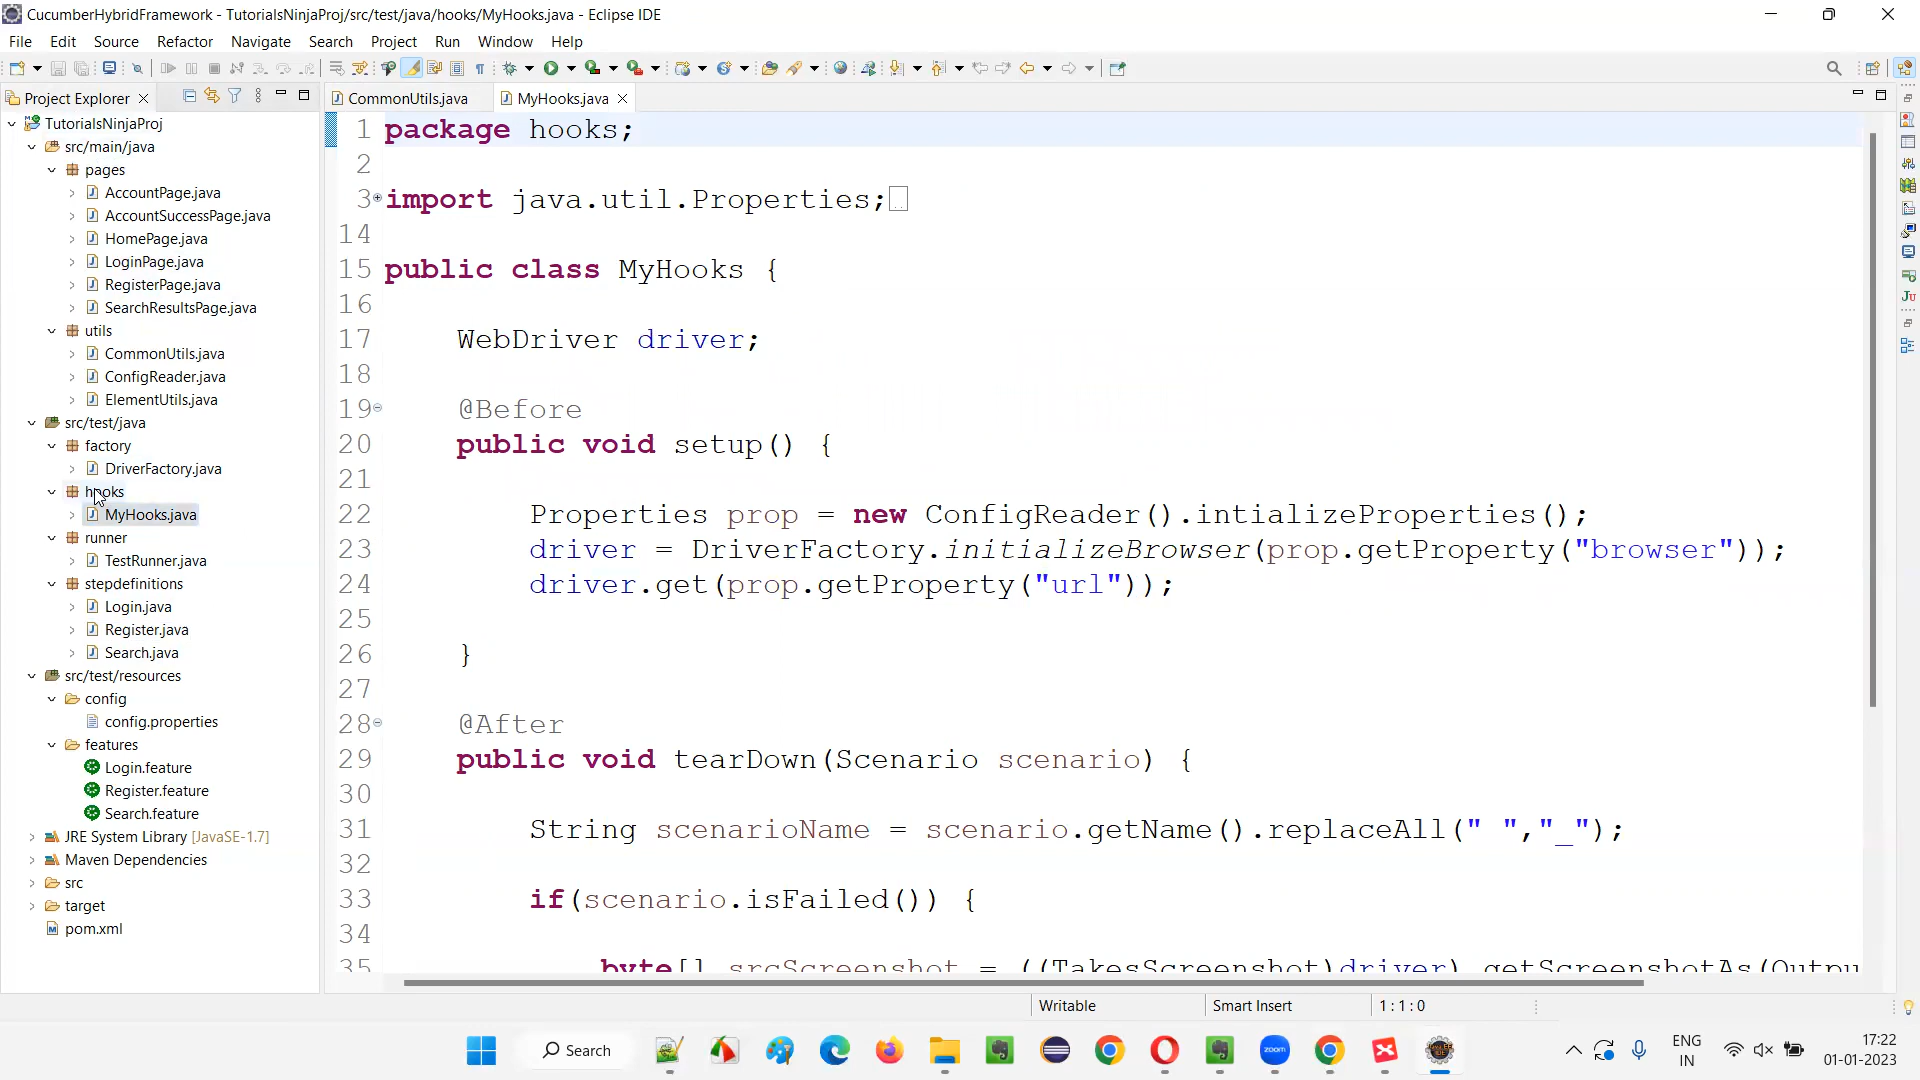 CucumberHybridFramework - TutorialsNinjaProj/src/test/java/hooks/MyHooks.java - Eclipse IDE
File Edit Source Refactor Navigate Search Project Run Window Help
Project Explorer
CommonUtils.java
MyHooks.java
TutorialsNinjaProj
src/main/java
pages
AccountPage.java
AccountSuccessPage.java
HomePage.java
LoginPage.java
RegisterPage.java
SearchResultsPage.java
utils
CommonUtils.java
ConfigReader.java
ElementUtils.java
src/test/java
factory
DriverFactory.java
hooks
MyHooks.java
runner
TestRunner.java
stepdefinitions
Login.java
Register.java
Search.java
src/test/resources
config
config.properties
features
Login.feature
Register.feature
Search.feature
JRE System Library [JavaSE-1.7]
Maven Dependencies
src
target
pom.xml
1 package hooks;
2
3 import java.util.Properties;
14
15 public class MyHooks {
16
17 WebDriver driver;
18
19 @Before
20 public void setup() {
21
22 Properties prop = new ConfigReader().intializeProperties();
23 driver = DriverFactory.initializeBrowser(prop.getProperty("browser"));
24 driver.get(prop.getProperty("url"));
25
26 }
27
28 @After
29 public void tearDown(Scenario scenario) {
30
31 String scenarioName = scenario.getName().replaceAll(" ","_");
32
33 if(scenario.isFailed()) {
34
35 byte[] srcScreenshot = ((TakesScreenshot)driver).getScreenshotAs(Outpu
Writable
Smart Insert
1 : 1 : 0
Search
zoom
ENG
IN
17:22
01-01-2023